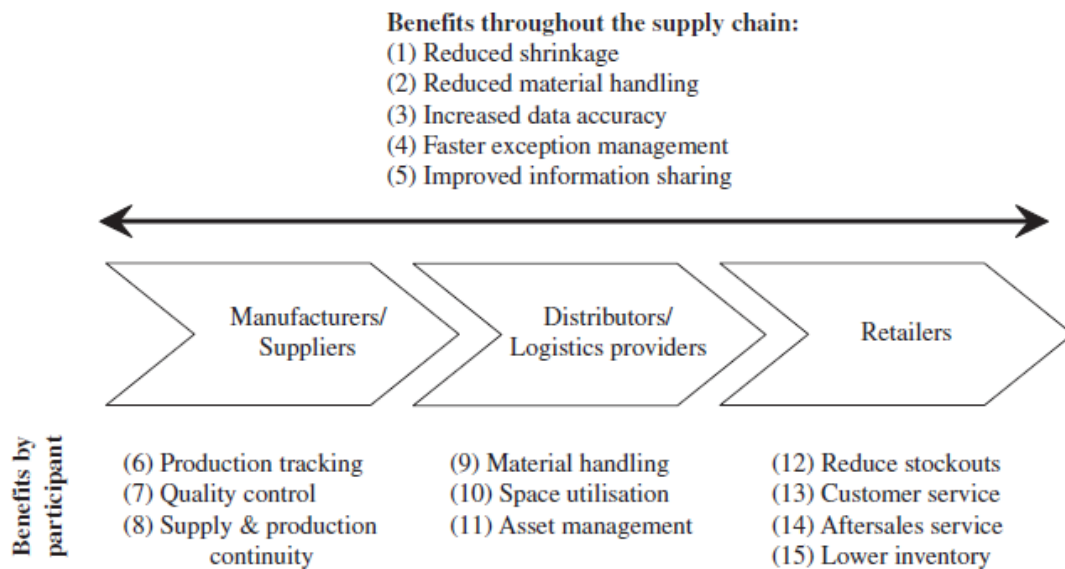 Benefits throughout the supply chain:
(1) Reduced shrinkage
(2) Reduced material handling
(3) Increased data accuracy
(4) Faster exception management
(5) Improved information sharing
Manufacturers/
Suppliers
Distributors/
Logistics providers
Retailers
Benefits by
participant
(6) Production tracking
(7) Quality control
(8) Supply & production
continuity
(9) Material handling
(10) Space utilisation
(11) Asset management
(12) Reduce stockouts
(13) Customer service
(14) Aftersales service
(15) Lower inventory